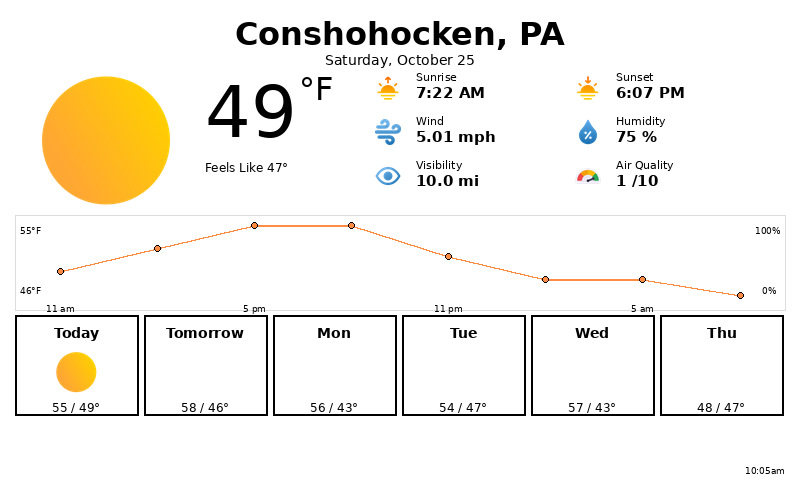 Conshohocken, PA
Saturday, October 25
49 °F
Feels Like 47°
Sunrise
7:22 AM
Sunset
6:07 PM
Wind
5.01 mph
Humidity
75 %
Visibility
10.0 mi
Air Quality
1 /10
55°F
100%
46°F
0%
11 am
5 pm
11 pm
5 am
Today
Tomorrow
Mon
Tue
Wed
Thu
55 / 49°
58 / 46°
56 / 43°
54 / 47°
57 / 43°
48 / 47°
10:05am